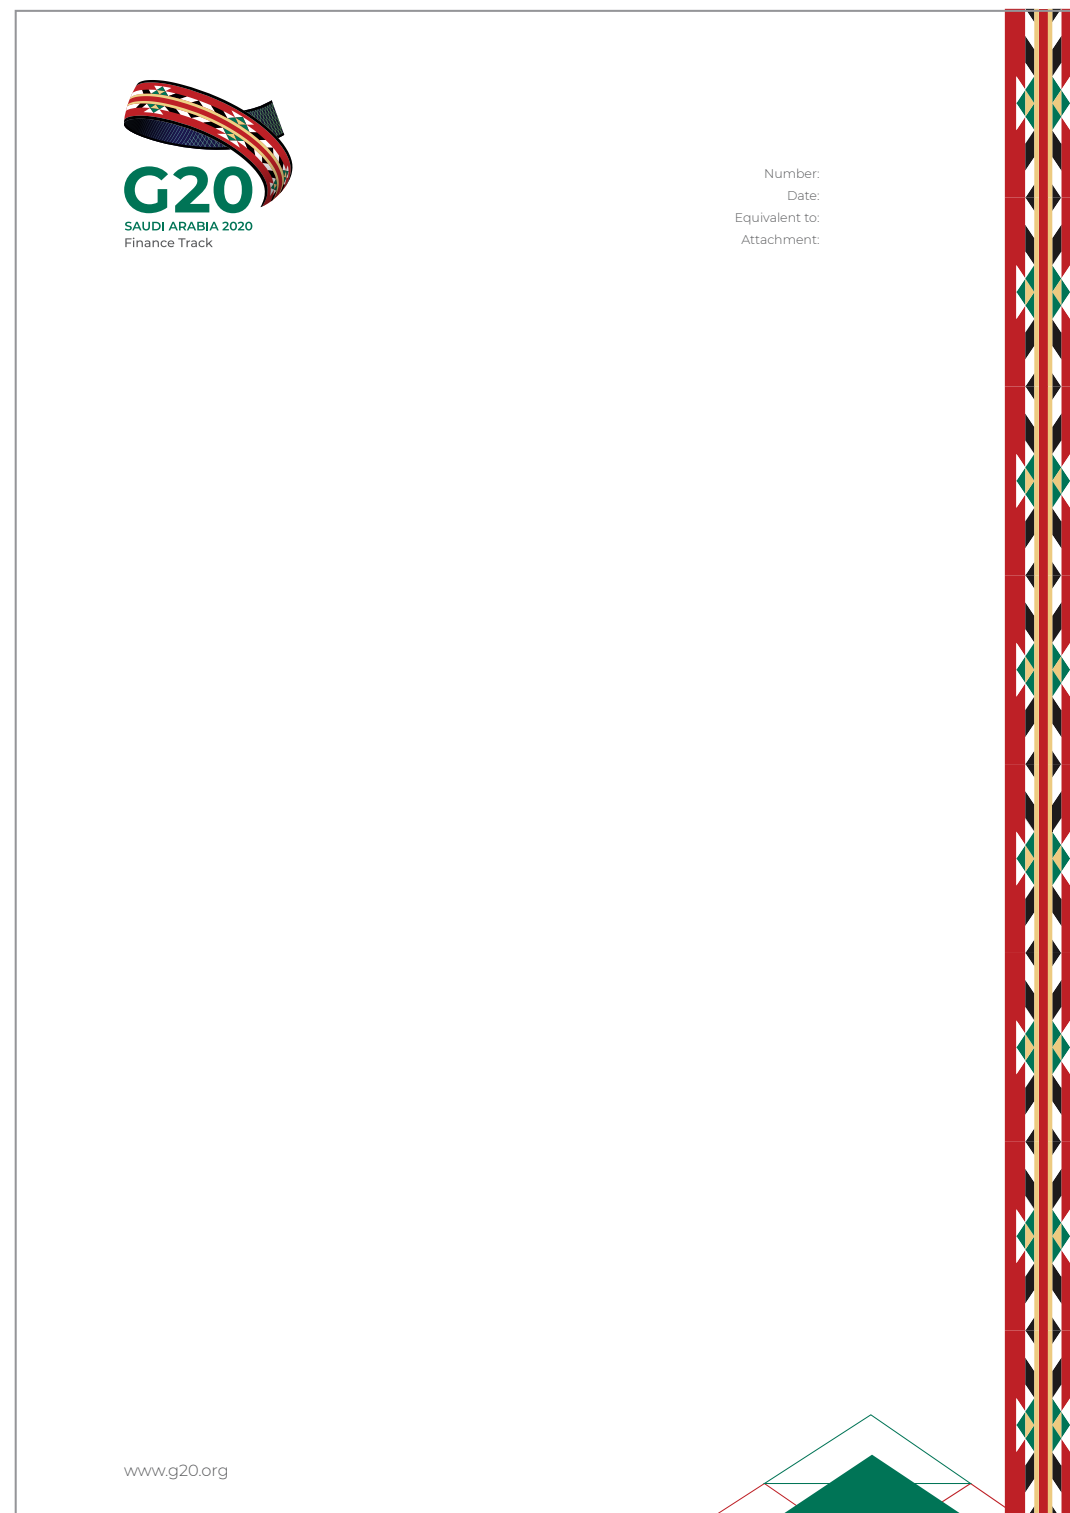 G20
SAUDI ARABIA 2020
Finance Track
Number:
Date:
Equivalent to:
Attachment:
www.g20.org